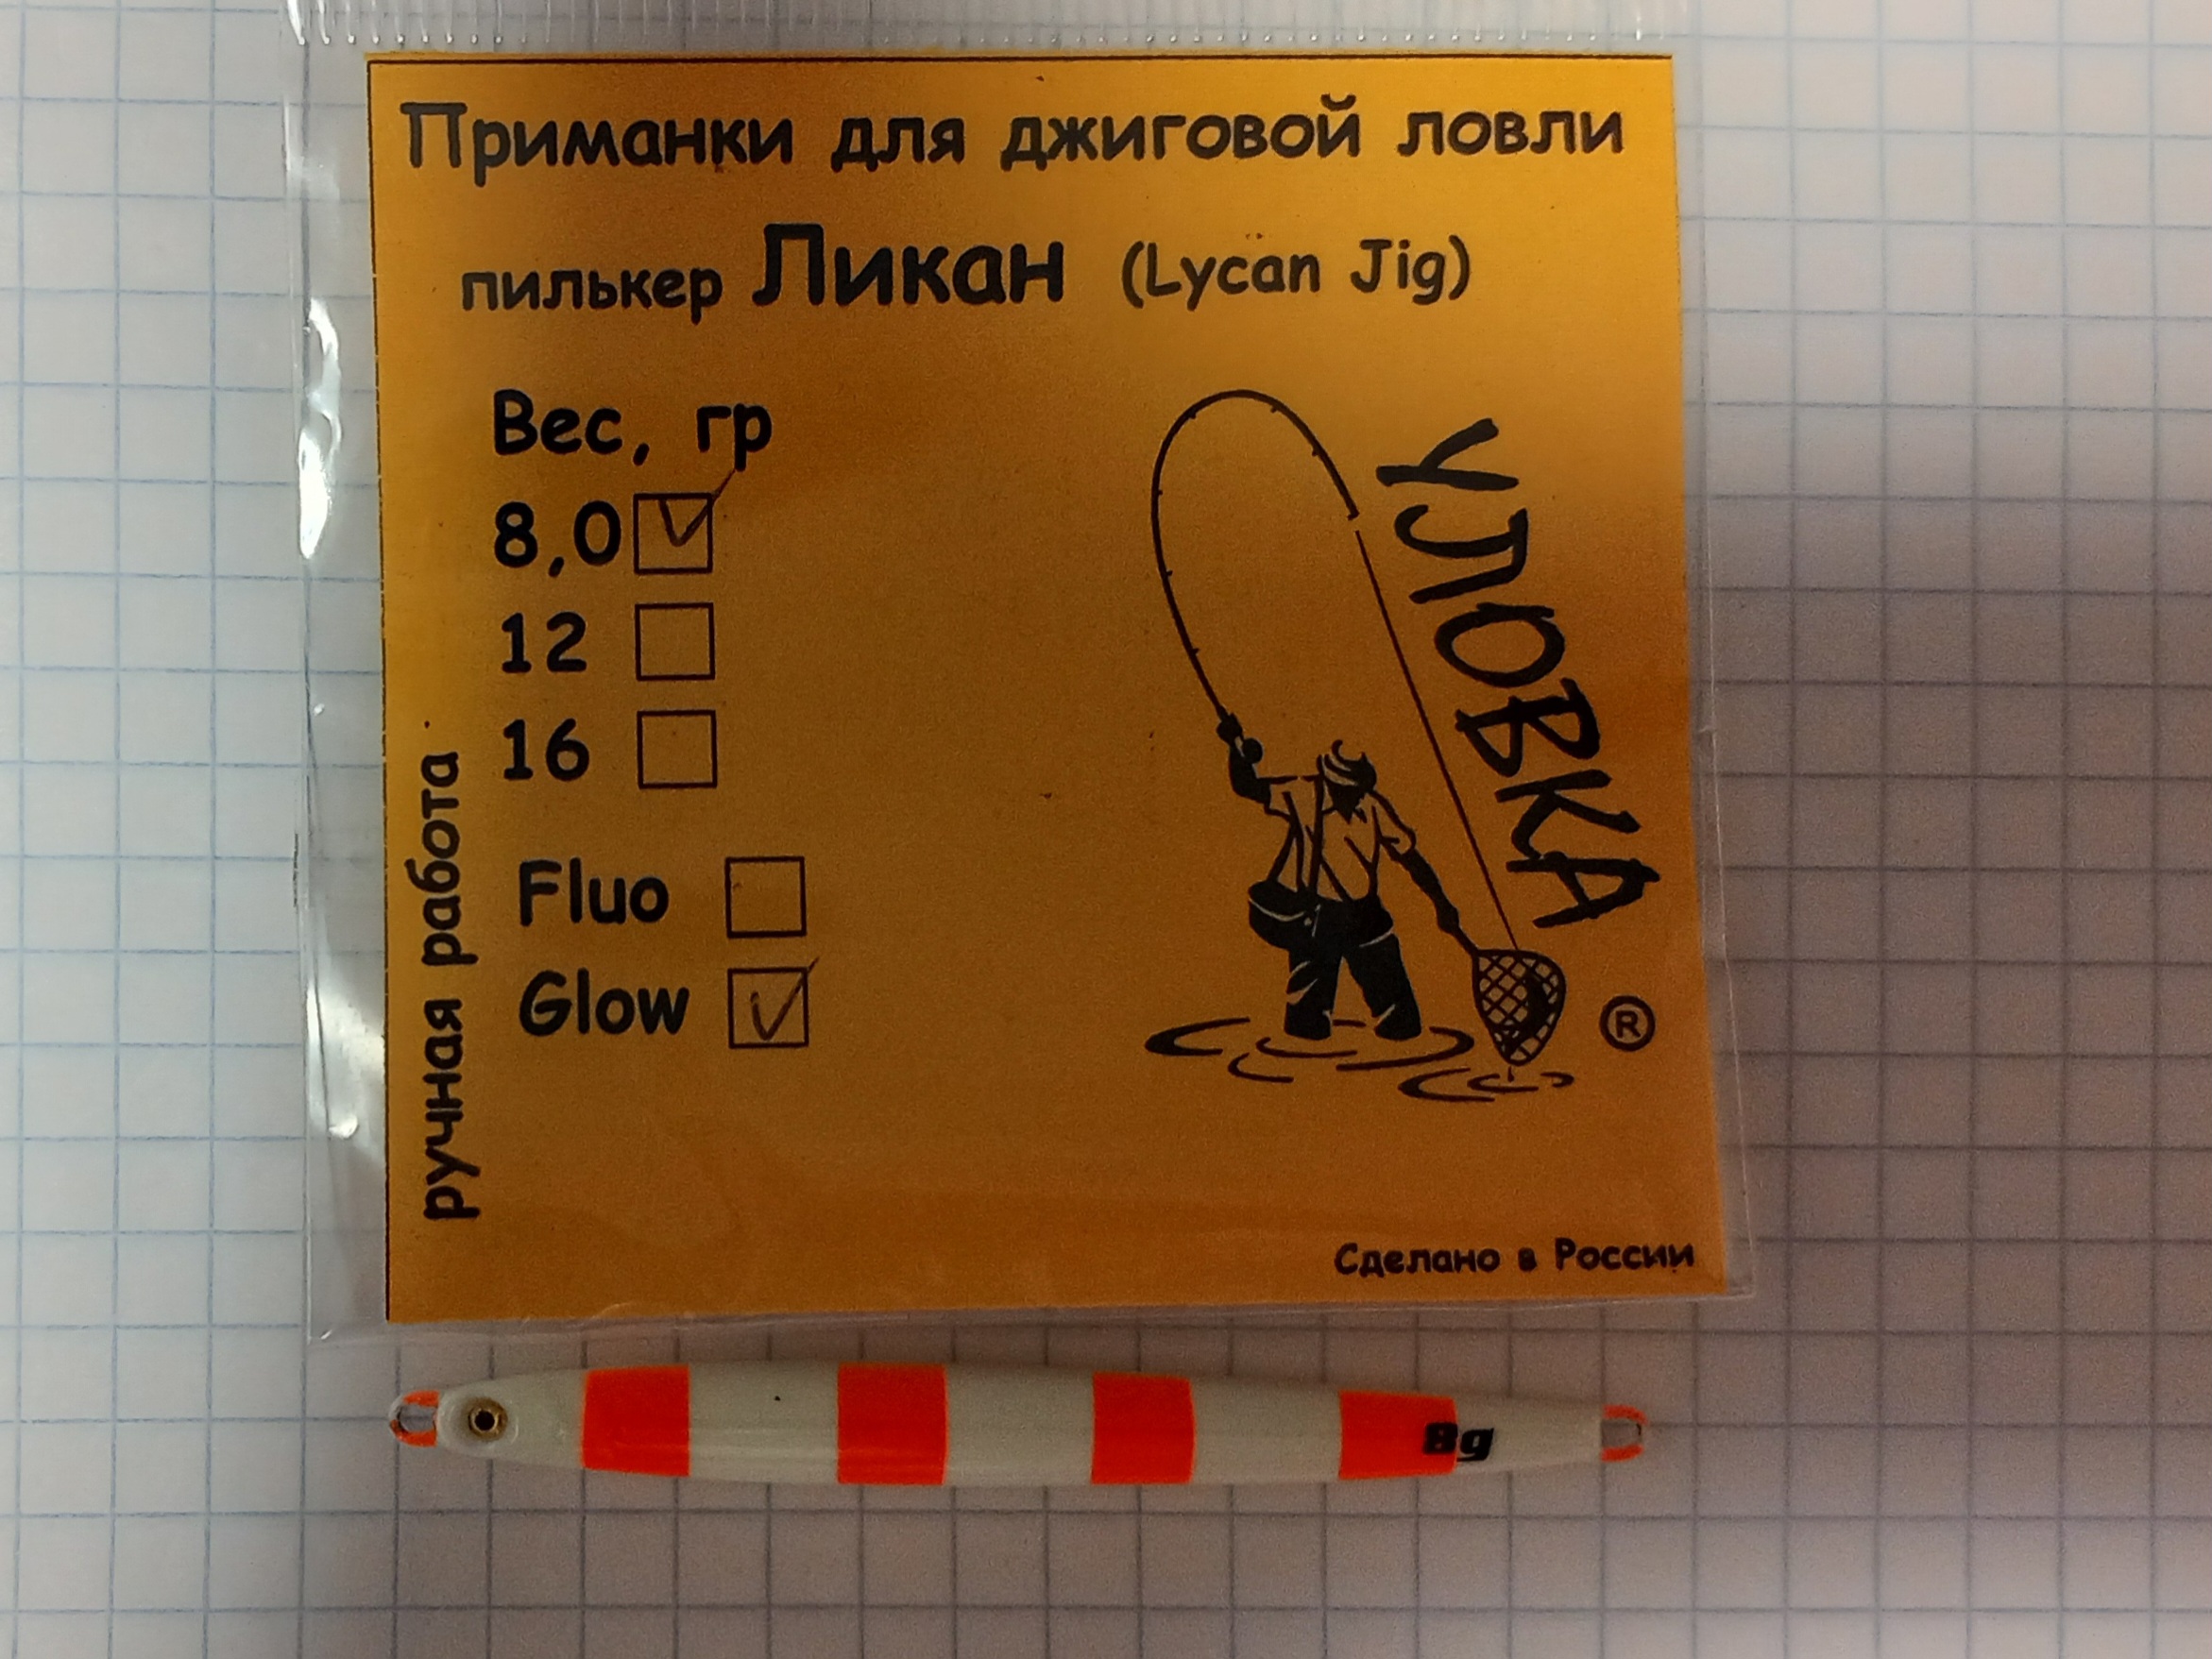 Приманки для джиговой ловли
пилькер Ликан (Lycan Jig)
Вес, гр
8,0
12
16
Fluo
Glow
ручная работа
УЛОВКА
®
Сделано в России
8g